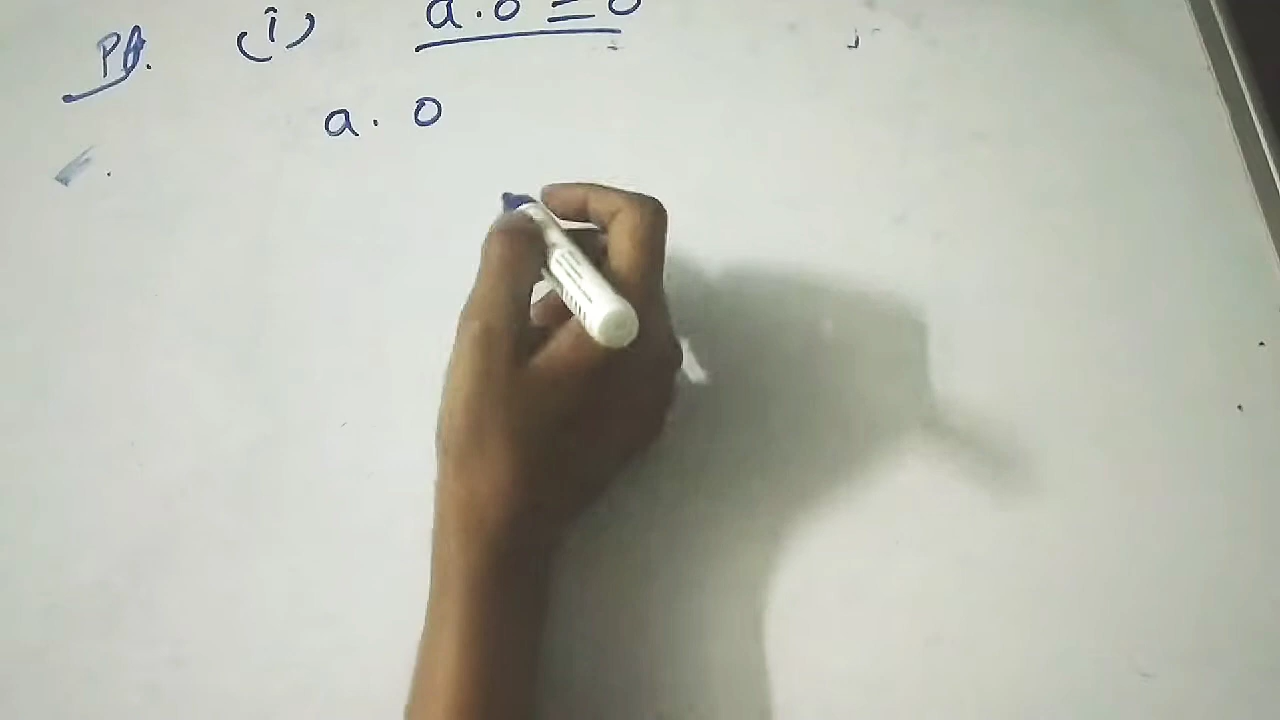 Pf. (i) a.0 = 0
a. 0